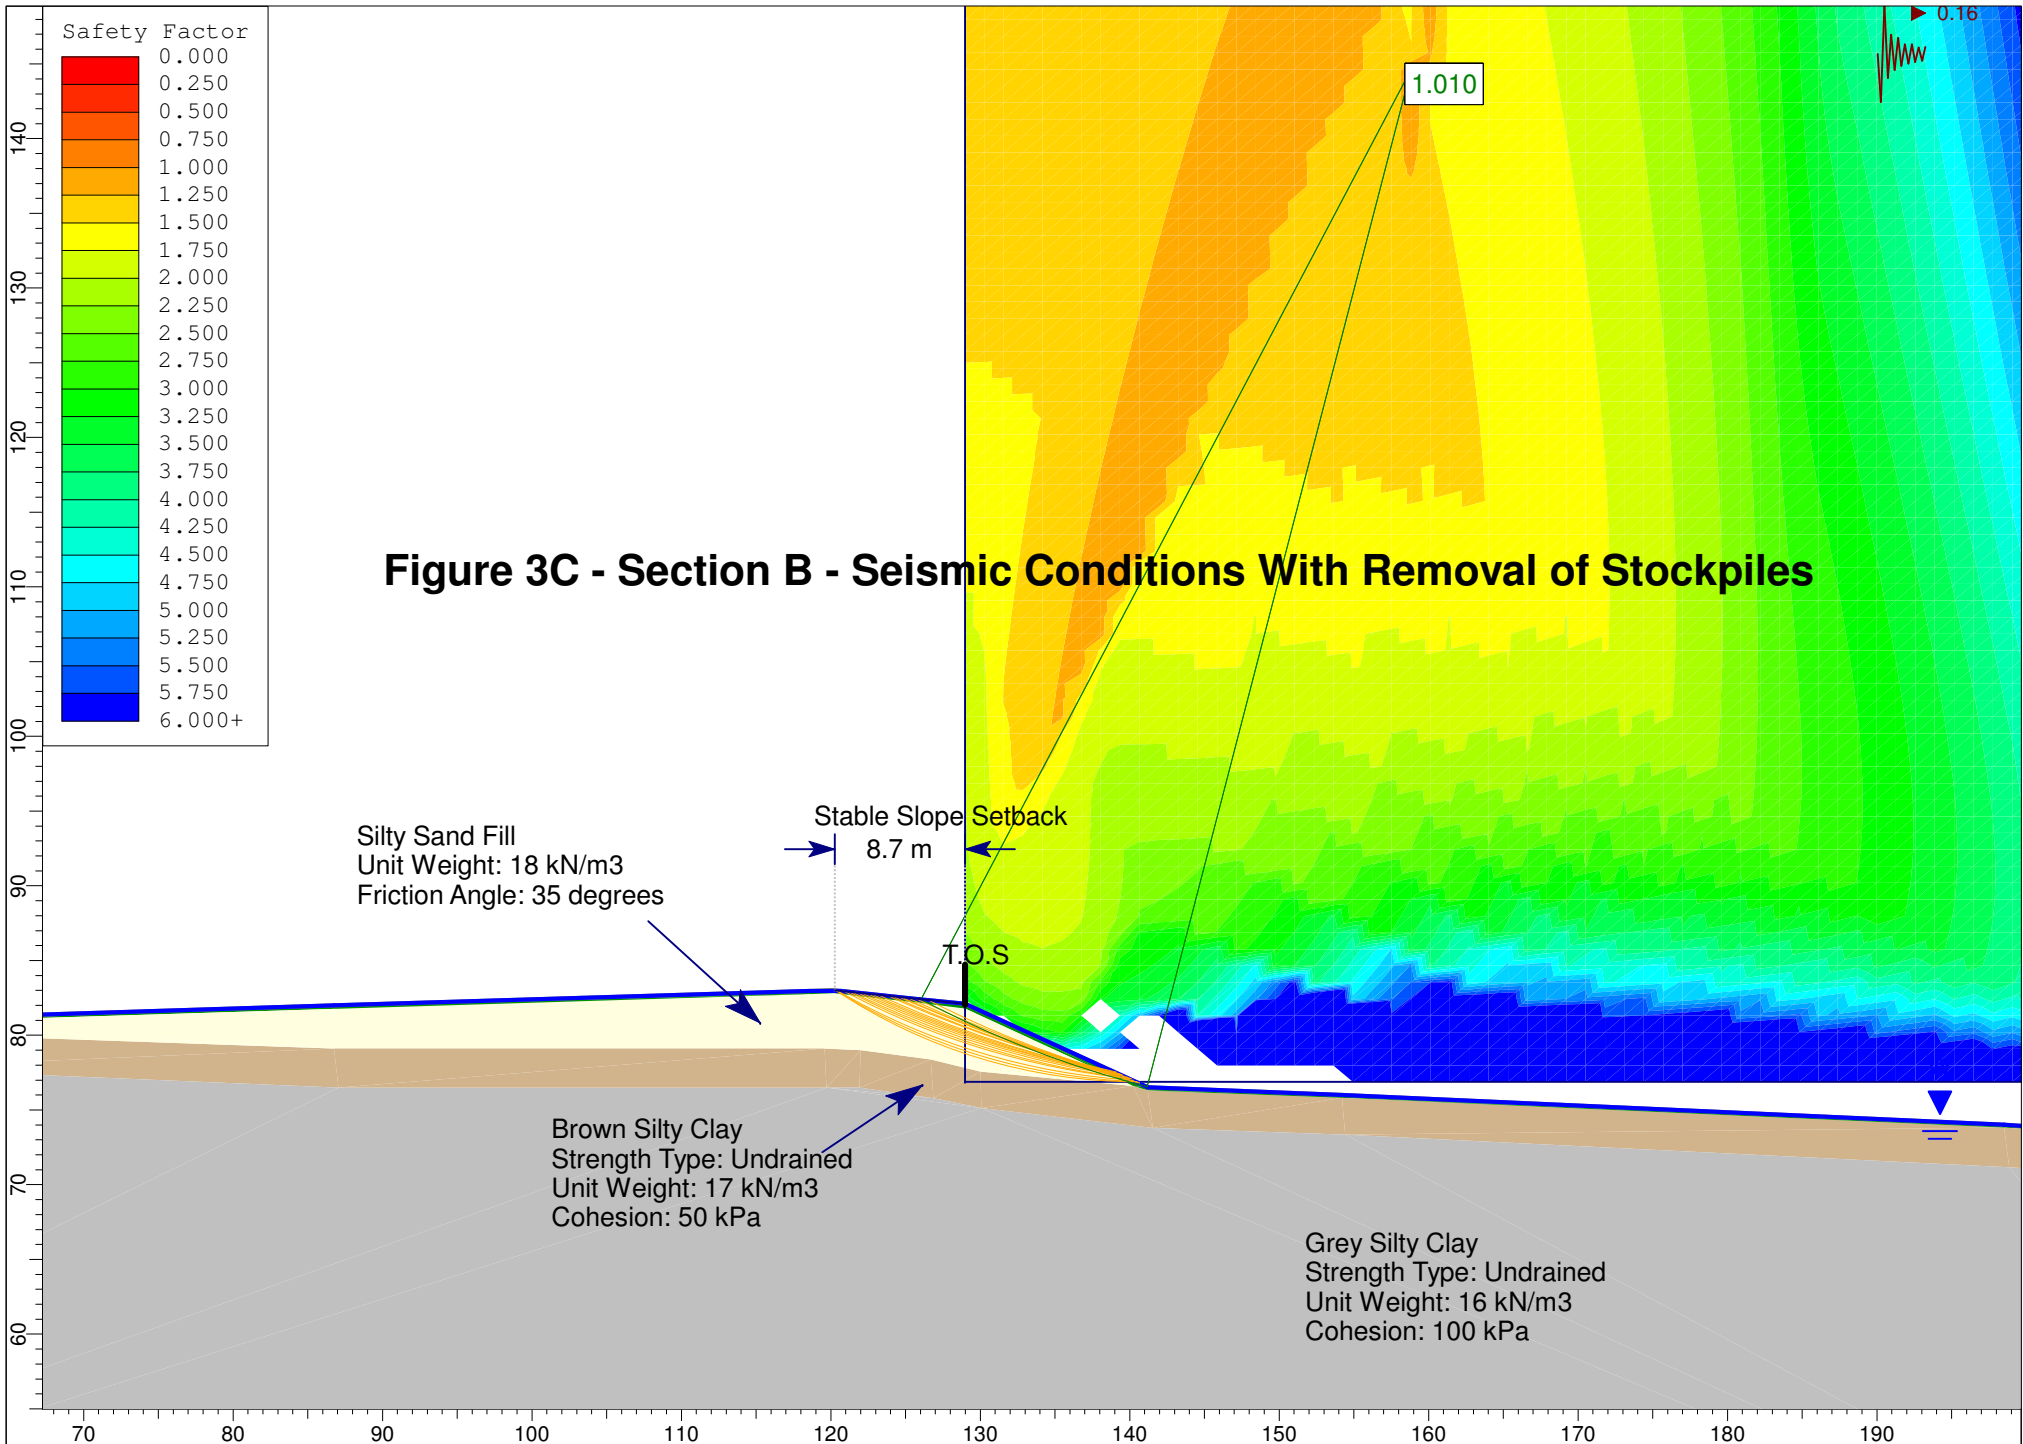 Safety Factor
0.000
0.250
0.500
0.750
1.000
1.250
1.500
1.750
2.000
2.250
2.500
2.750
3.000
3.250
3.500
3.750
4.000
4.250
4.500
4.750
5.000
5.250
5.500
5.750
6.000+
0.16
1.010
Figure 3C - Section B - Seismic Conditions With Removal of Stockpiles
Stable Slope Setback
8.7 m
Silty Sand Fill
Unit Weight: 18 kN/m3
Friction Angle: 35 degrees
T.O.S
Brown Silty Clay
Strength Type: Undrained
Unit Weight: 17 kN/m3
Cohesion: 50 kPa
Grey Silty Clay
Strength Type: Undrained
Unit Weight: 16 kN/m3
Cohesion: 100 kPa
140
130
120
110
100
90
80
70
60
70 80 90 100 110 120 130 140 150 160 170 180 190